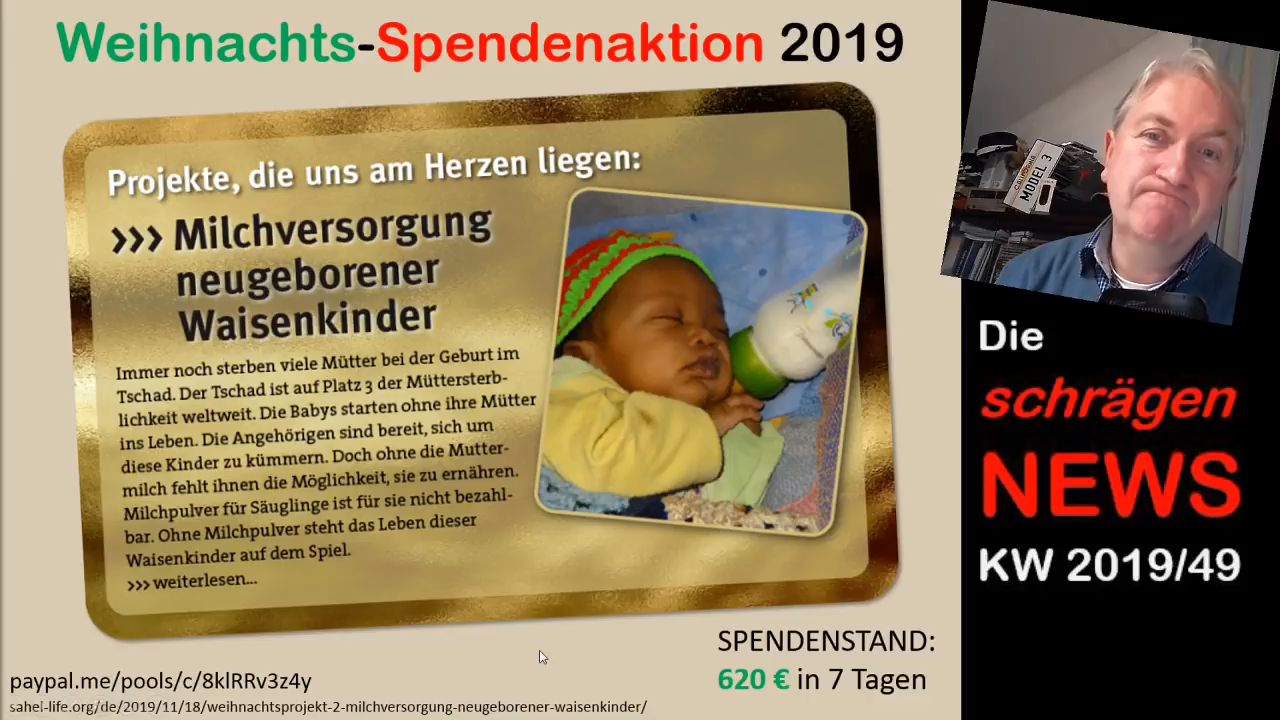 Weihnachts-Spendenaktion 2019
Projekte, die uns am Herzen liegen:
>>> Milchversorgung
neugeborener
Waisenkinder
Immer noch sterben viele Mütter bei der Geburt im
Tschad. Der Tschad ist auf Platz 3 der Müttersterb-
lichkeit weltweit. Die Babys starten ohne ihre Mütter
ins Leben. Die Angehörigen sind bereit, sich um
diese Kinder zu kümmern. Doch ohne die Mutter-
milch fehlt ihnen die Möglichkeit, sie zu ernähren.
Milchpulver für Säuglinge ist für sie nicht bezahl-
bar. Ohne Milchpulver steht das Leben dieser
Waisenkinder auf dem Spiel.
>>> weiterlesen...
SPENDENSTAND:
620 € in 7 Tagen
paypal.me/pools/c/8klRRv3z4y
sahel-life.org/de/2019/11/18/weihnachtsprojekt-2-milchversorgung-neugeborener-waisenkinder/
CALIFORNIA
MODEL 3
Die
schrägen
NEWS
KW 2019/49